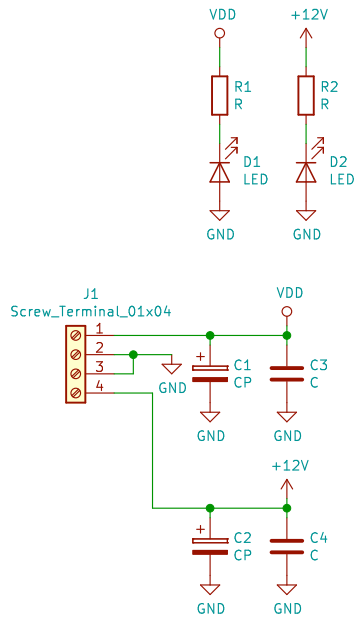 VDD +12V
R1
R
R2
R
D1
LED
D2
LED
GND GND
J1
Screw_Terminal_01x04
1
2
3
4
GND
VDD
+
C1
CP
C3
C
GND GND
+12V
+
C2
CP
C4
C
GND GND